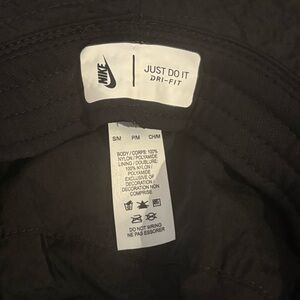 NIKE
JUST DO IT
DRI-FIT
S/M P/M CH/M
BODY / CORPS: 100%
NYLON / POLYAMIDE
LINING / DOUBLURE:
100% NYLON /
POLYAMIDE
EXCLUSIVE OF
DECORATION
DECORATION NON
COMPRISE
DO NOT WRING
NE PAS ESSORER